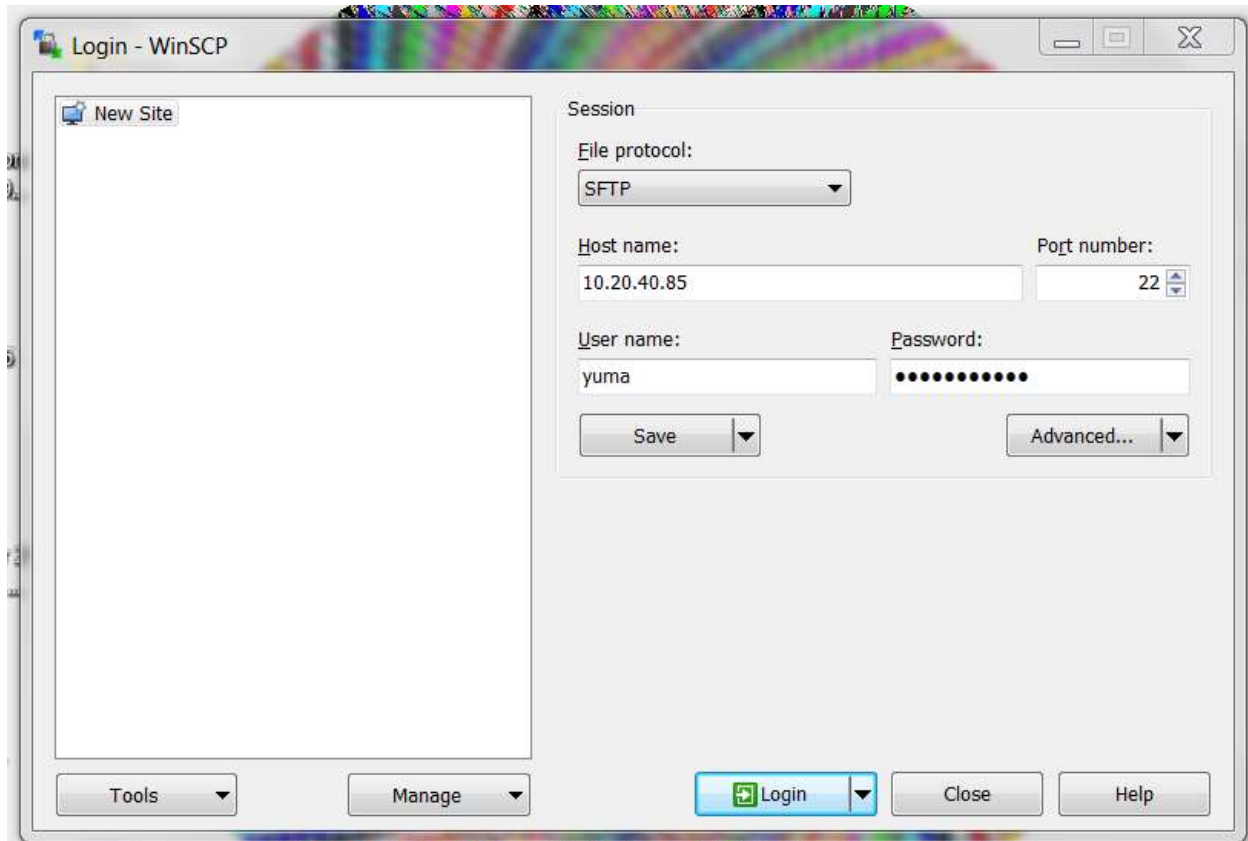 Login - WinSCP
New Site
Session
File protocol:
SFTP
Host name:
Port number:
10.20.40.85
22
User name:
Password:
yuma
●●●●●●●●●●●
Save
Advanced...
Tools
Manage
Login
Close
Help